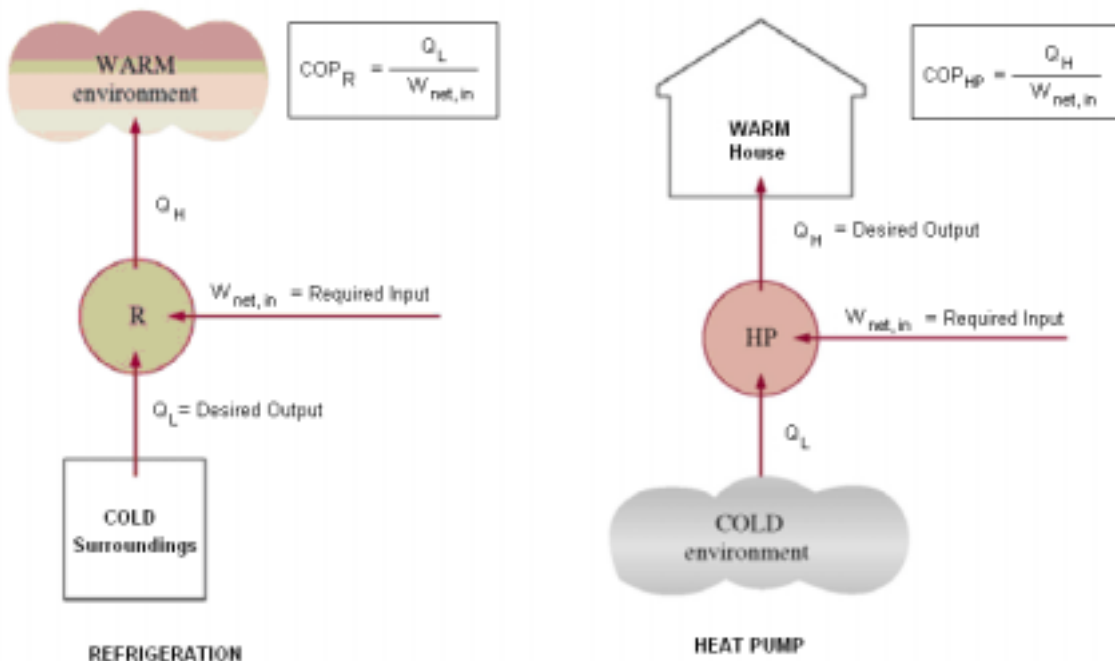 WARM
environment
COP_R = Q_L / W_net,in
Q_H
R
W_net,in = Required Input
Q_L = Desired Output
COLD
Surroundings
REFRIGERATION
COP_HP = Q_H / W_net,in
WARM
House
Q_H = Desired Output
HP
W_net,in = Required Input
Q_L
COLD
environment
HEAT PUMP